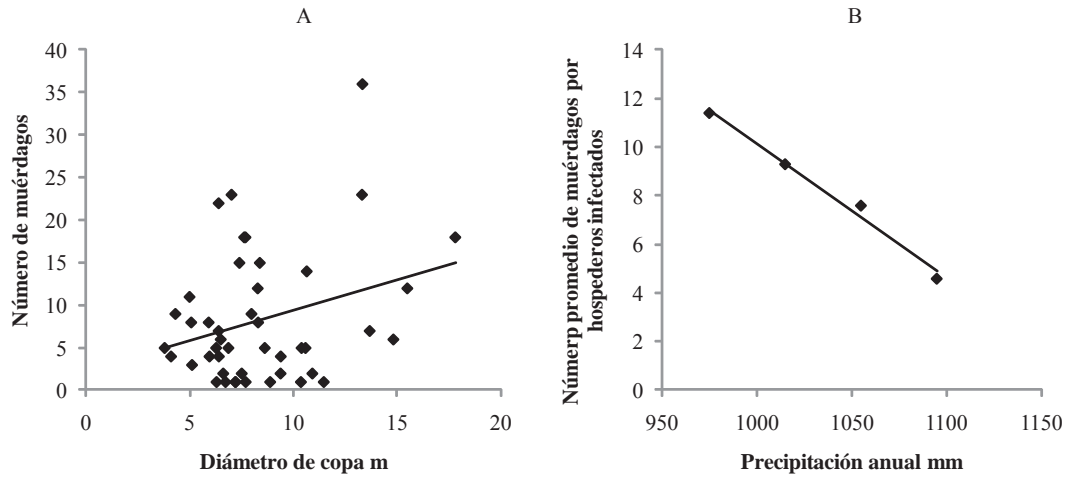 A
40
35
30
25
20
15
10
5
0
0 5 10 15 20
Número de muérdagos
Diámetro de copa m
B
14
12
10
8
6
4
2
0
950 1000 1050 1100 1150
Númerp promedio de muérdagos por
hospederos infectados
Precipitación anual mm